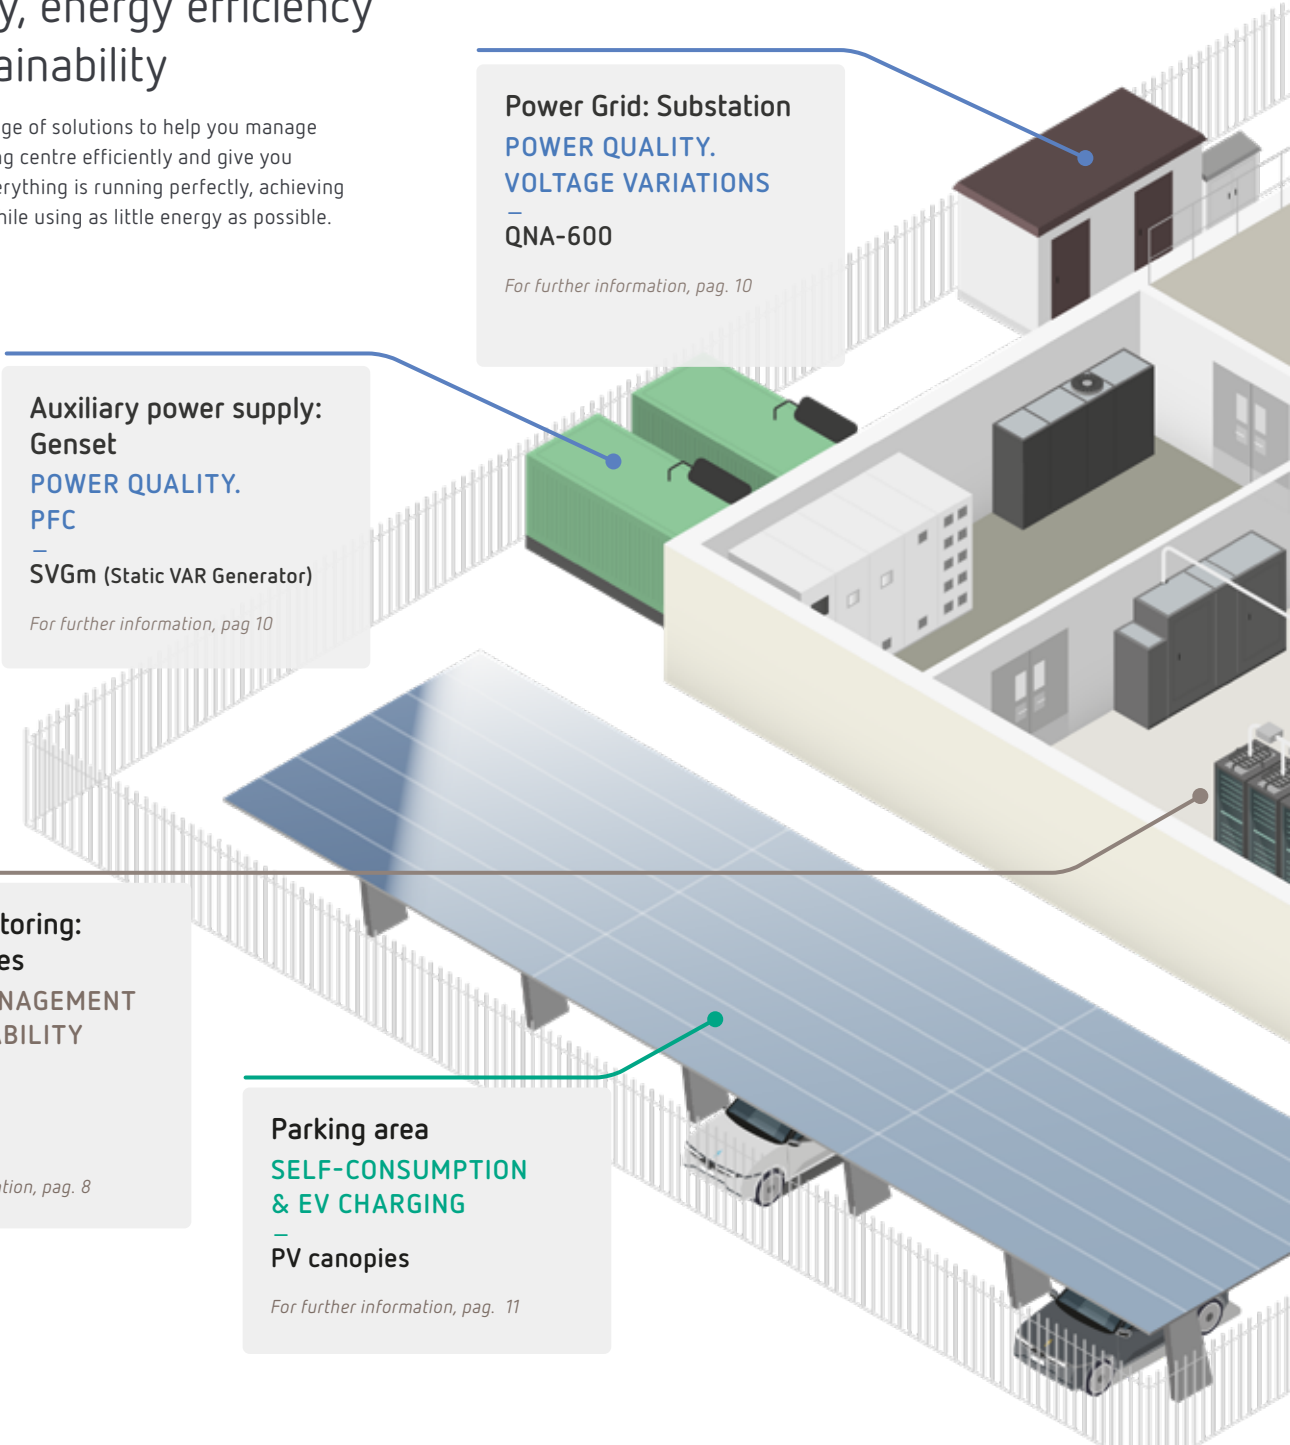 y, energy efficiency
ainability
ge of solutions to help you manage
ng centre efficiently and give you
erything is running perfectly, achieving
hile using as little energy as possible.
Power Grid: Substation
POWER QUALITY.
VOLTAGE VARIATIONS
–
QNA-600
For further information, pag. 10
Auxiliary power supply:
Genset
POWER QUALITY.
PFC
–
SVGm (Static VAR Generator)
For further information, pag 10
toring:
es
NAGEMENT
ABILITY
ation, pag. 8
Parking area
SELF-CONSUMPTION
& EV CHARGING
–
PV canopies
For further information, pag. 11